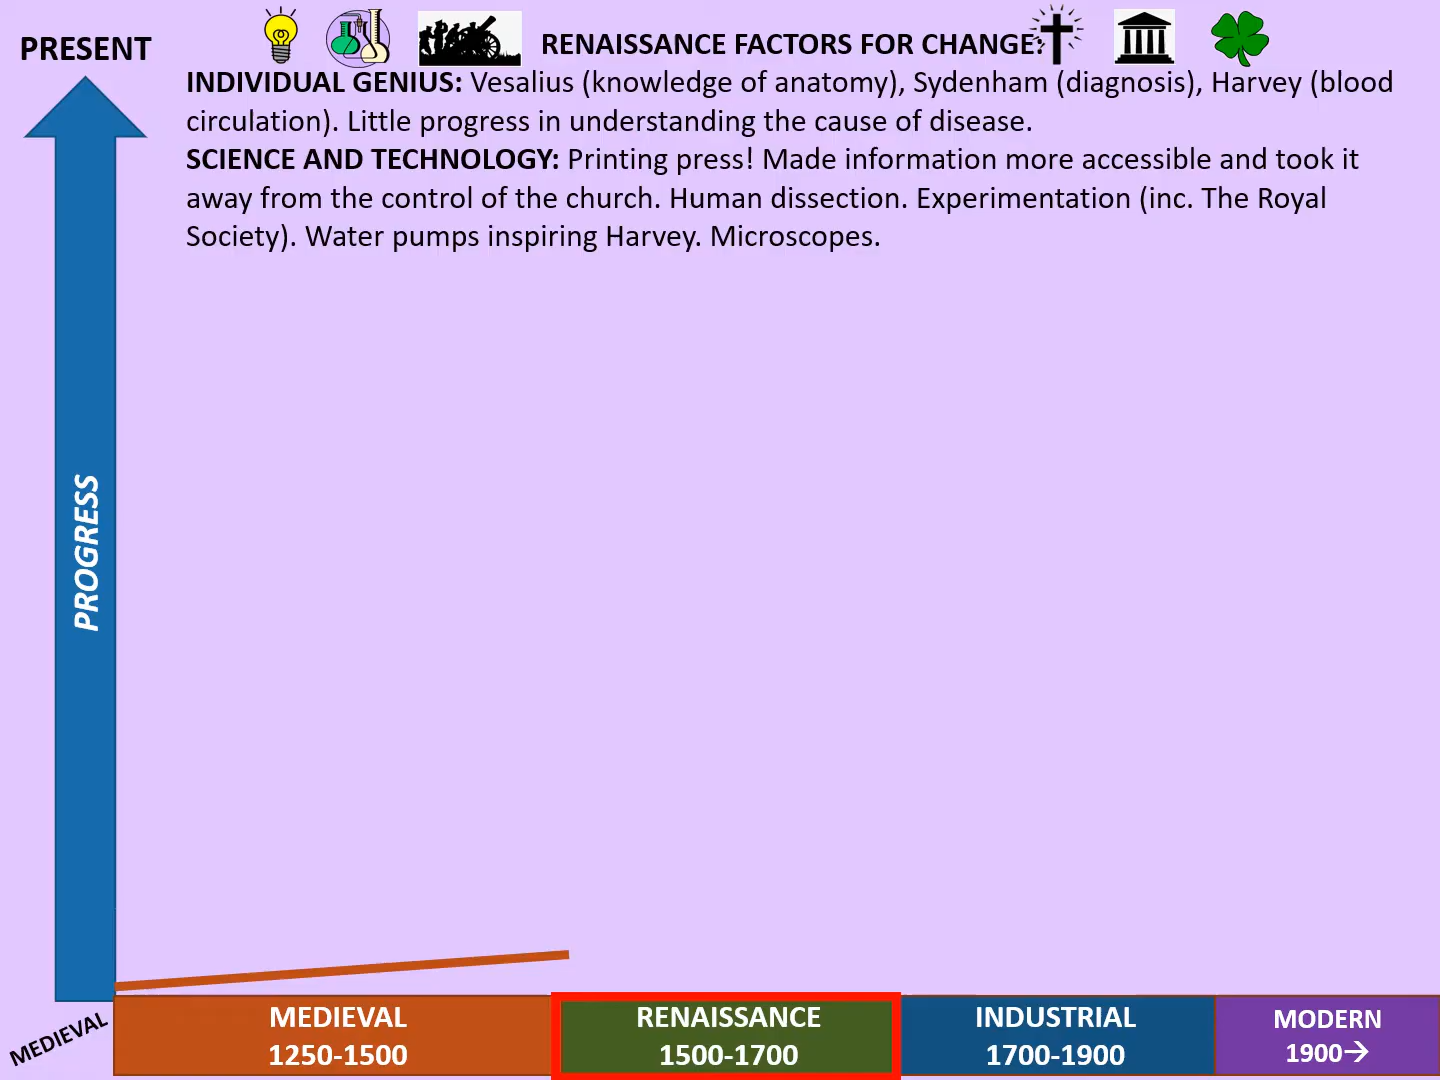 PRESENT
RENAISSANCE FACTORS FOR CHANGE:
INDIVIDUAL GENIUS: Vesalius (knowledge of anatomy), Sydenham (diagnosis), Harvey (blood
circulation). Little progress in understanding the cause of disease.
SCIENCE AND TECHNOLOGY: Printing press! Made information more accessible and took it
away from the control of the church. Human dissection. Experimentation (inc. The Royal
Society). Water pumps inspiring Harvey. Microscopes.
PROGRESS
MEDIEVAL
MEDIEVAL
1250-1500
RENAISSANCE
1500-1700
INDUSTRIAL
1700-1900
MODERN
1900→